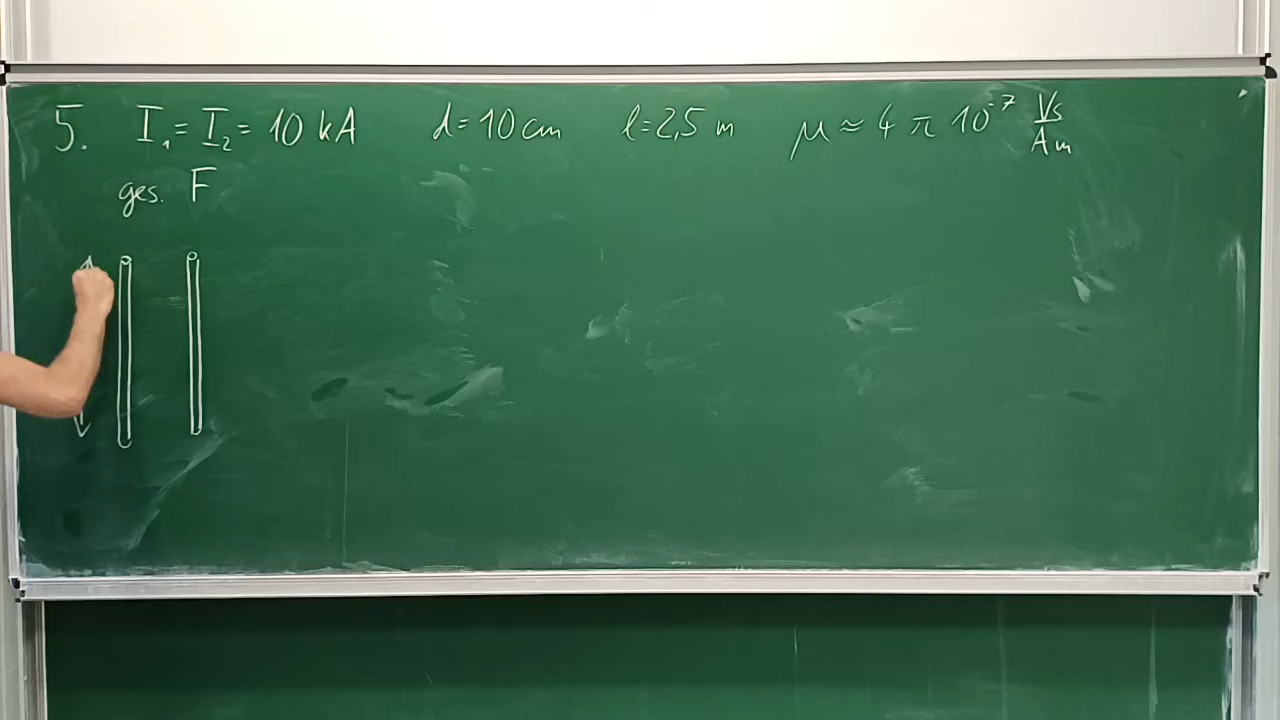 5. I₁ = I₂ = 10 kA d = 10 cm l = 2,5 m μ ≈ 4 π 10⁻⁷ Vs/Am
ges. F